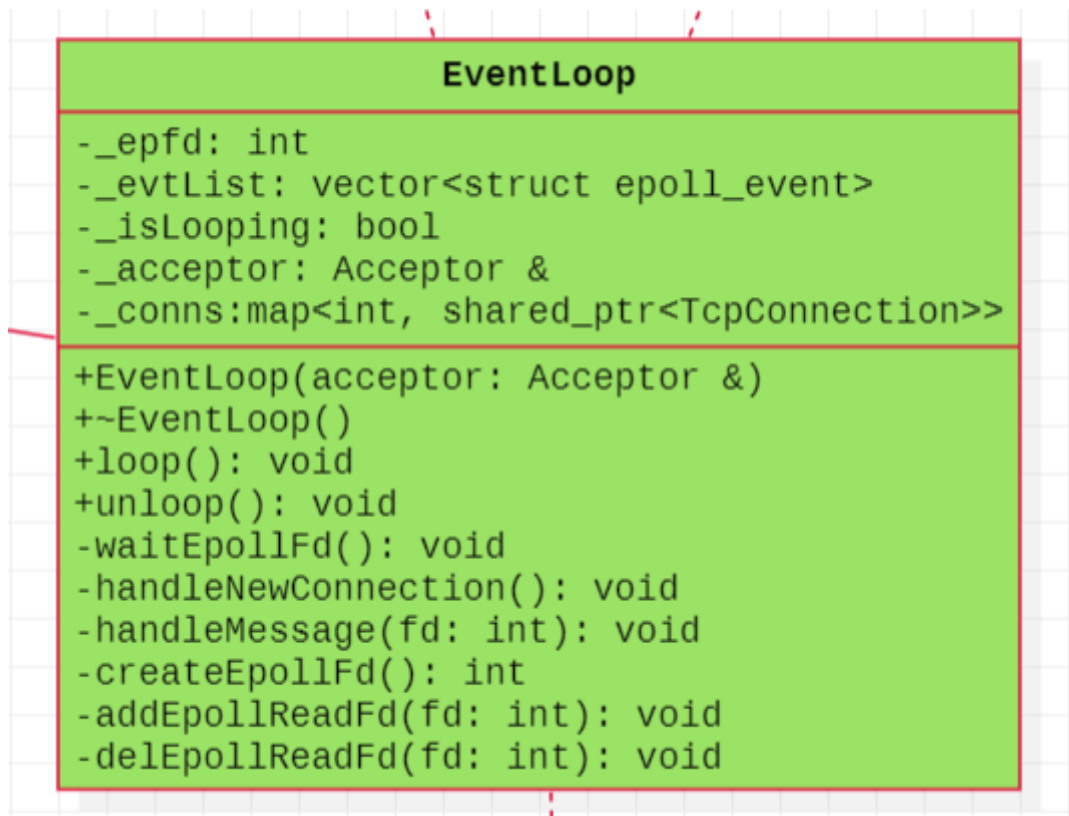 EventLoop
-_epfd: int
-_evtList: vector<struct epoll_event>
-_isLooping: bool
-_acceptor: Acceptor &
-_conns:map<int, shared_ptr<TcpConnection>>
+EventLoop(acceptor: Acceptor &)
+~EventLoop()
+loop(): void
+unloop(): void
-waitEpollFd(): void
-handleNewConnection(): void
-handleMessage(fd: int): void
-createEpollFd(): int
-addEpollReadFd(fd: int): void
-delEpollReadFd(fd: int): void